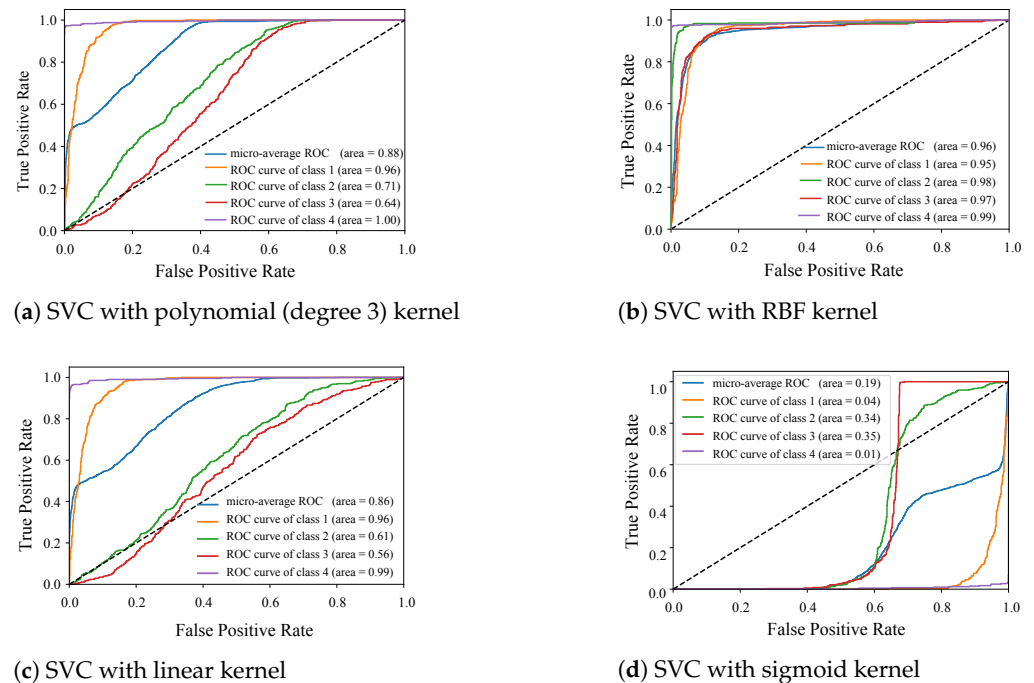 1.0
0.8
0.6
0.4
0.2
0.0
0.0 0.2 0.4 0.6 0.8 1.0
True Positive Rate
False Positive Rate
micro-average ROC (area = 0.88)
ROC curve of class 1 (area = 0.96)
ROC curve of class 2 (area = 0.71)
ROC curve of class 3 (area = 0.64)
ROC curve of class 4 (area = 1.00)
(a) SVC with polynomial (degree 3) kernel
1.0
0.8
0.6
0.4
0.2
0.0
0.0 0.2 0.4 0.6 0.8 1.0
True Positive Rate
False Positive Rate
micro-average ROC (area = 0.96)
ROC curve of class 1 (area = 0.95)
ROC curve of class 2 (area = 0.98)
ROC curve of class 3 (area = 0.97)
ROC curve of class 4 (area = 0.99)
(b) SVC with RBF kernel
1.0
0.8
0.6
0.4
0.2
0.0
0.0 0.2 0.4 0.6 0.8 1.0
True Positive Rate
False Positive Rate
micro-average ROC (area = 0.86)
ROC curve of class 1 (area = 0.96)
ROC curve of class 2 (area = 0.61)
ROC curve of class 3 (area = 0.56)
ROC curve of class 4 (area = 0.99)
(c) SVC with linear kernel
1.0
0.8
0.6
0.4
0.2
0.0
0.0 0.2 0.4 0.6 0.8 1.0
True Positive Rate
False Positive Rate
micro-average ROC (area = 0.19)
ROC curve of class 1 (area = 0.04)
ROC curve of class 2 (area = 0.34)
ROC curve of class 3 (area = 0.35)
ROC curve of class 4 (area = 0.01)
(d) SVC with sigmoid kernel